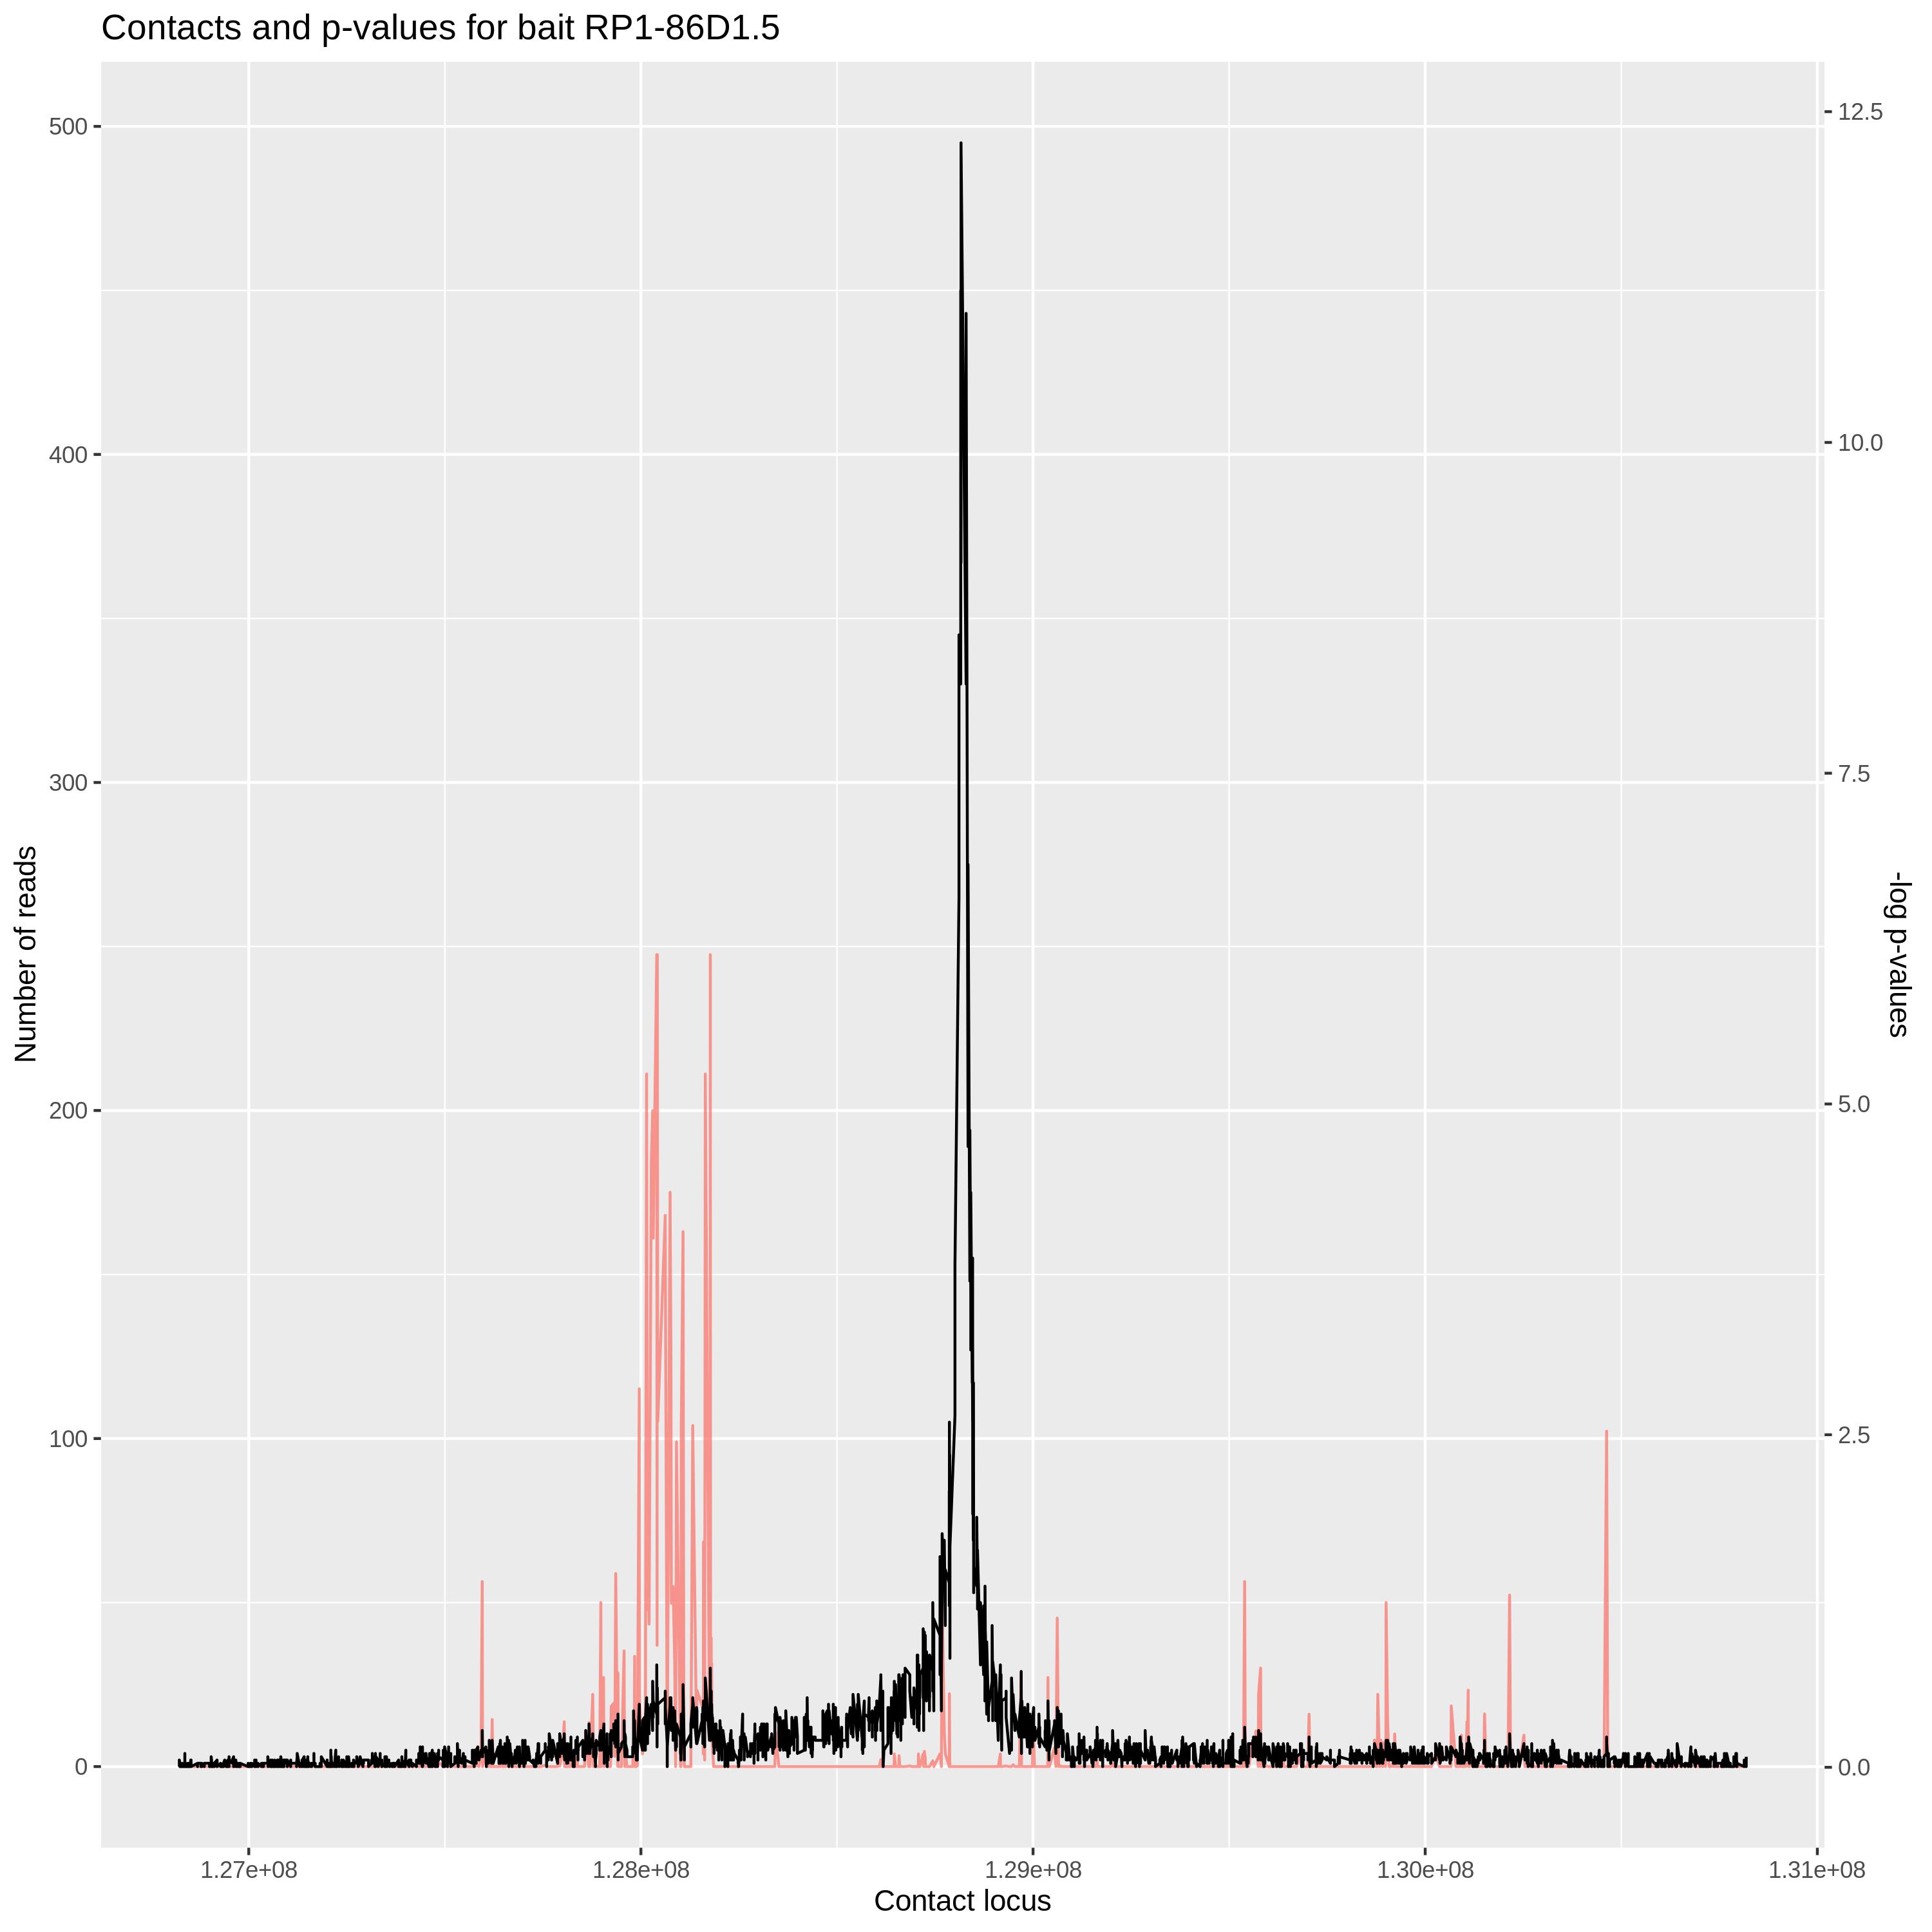 Contacts and p-values for bait RP1-86D1.5
500
400
300
200
100
0
Number of reads
12.5
10.0
7.5
5.0
2.5
0.0
-log p-values
1.27e+08
1.28e+08
1.29e+08
1.30e+08
1.31e+08
Contact locus